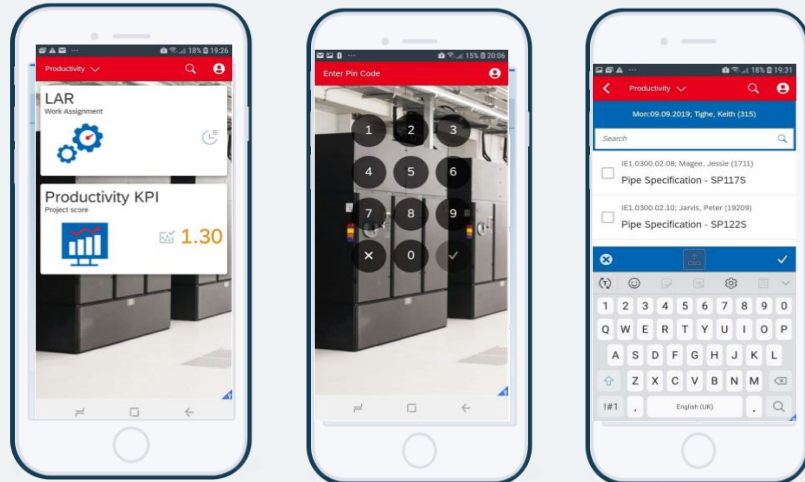 18% 19:26
Productivity
LAR
Work Assignment
Productivity KPI
Project score
1.30
15% 20:06
Enter Pin Code
1 2 3
4 5 6
7 8 9
0
18% 19:31
Productivity
Mon:09.09.2019; Tighe, Keith (315)
Search
IE1.0300.02.08; Magee, Jessie (1711)
Pipe Specification - SP117S
IE1.0300.02.10; Jarvis, Peter (19209)
Pipe Specification - SP122S
1 2 3 4 5 6 7 8 9 0
Q W E R T Y U I O P
A S D F G H J K L
Z X C V B N M
!#1 , English (UK) .